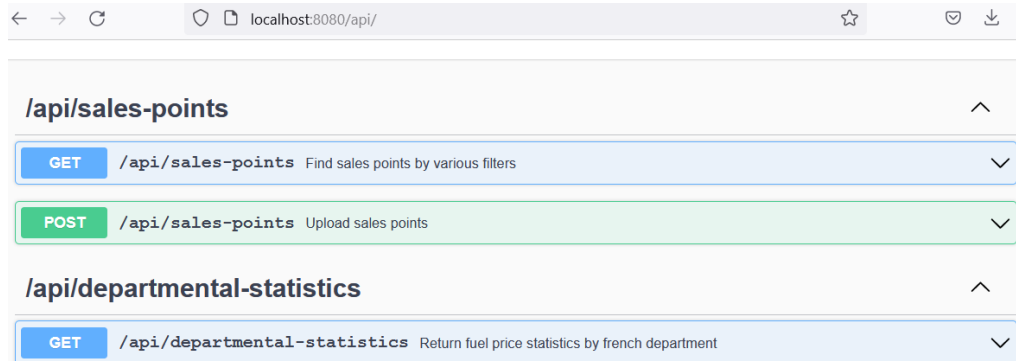 localhost:8080/api/
/api/sales-points
GET /api/sales-points Find sales points by various filters
POST /api/sales-points Upload sales points
/api/departmental-statistics
GET /api/departmental-statistics Return fuel price statistics by french department